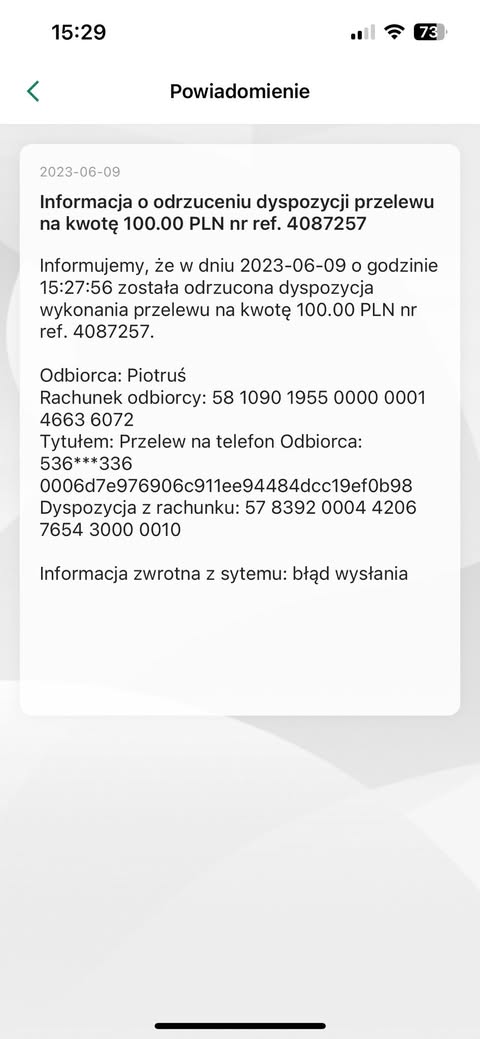 15:29
73
Powiadomienie
2023-06-09
Informacja o odrzuceniu dyspozycji przelewu
na kwotę 100.00 PLN nr ref. 4087257
Informujemy, że w dniu 2023-06-09 o godzinie
15:27:56 została odrzucona dyspozycja
wykonania przelewu na kwotę 100.00 PLN nr
ref. 4087257.
Odbiorca: Piotruś
Rachunek odbiorcy: 58 1090 1955 0000 0001
4663 6072
Tytułem: Przelew na telefon Odbiorca:
536***336
0006d7e976906c911ee94484dcc19ef0b98
Dyspozycja z rachunku: 57 8392 0004 4206
7654 3000 0010
Informacja zwrotna z sytemu: błąd wysłania